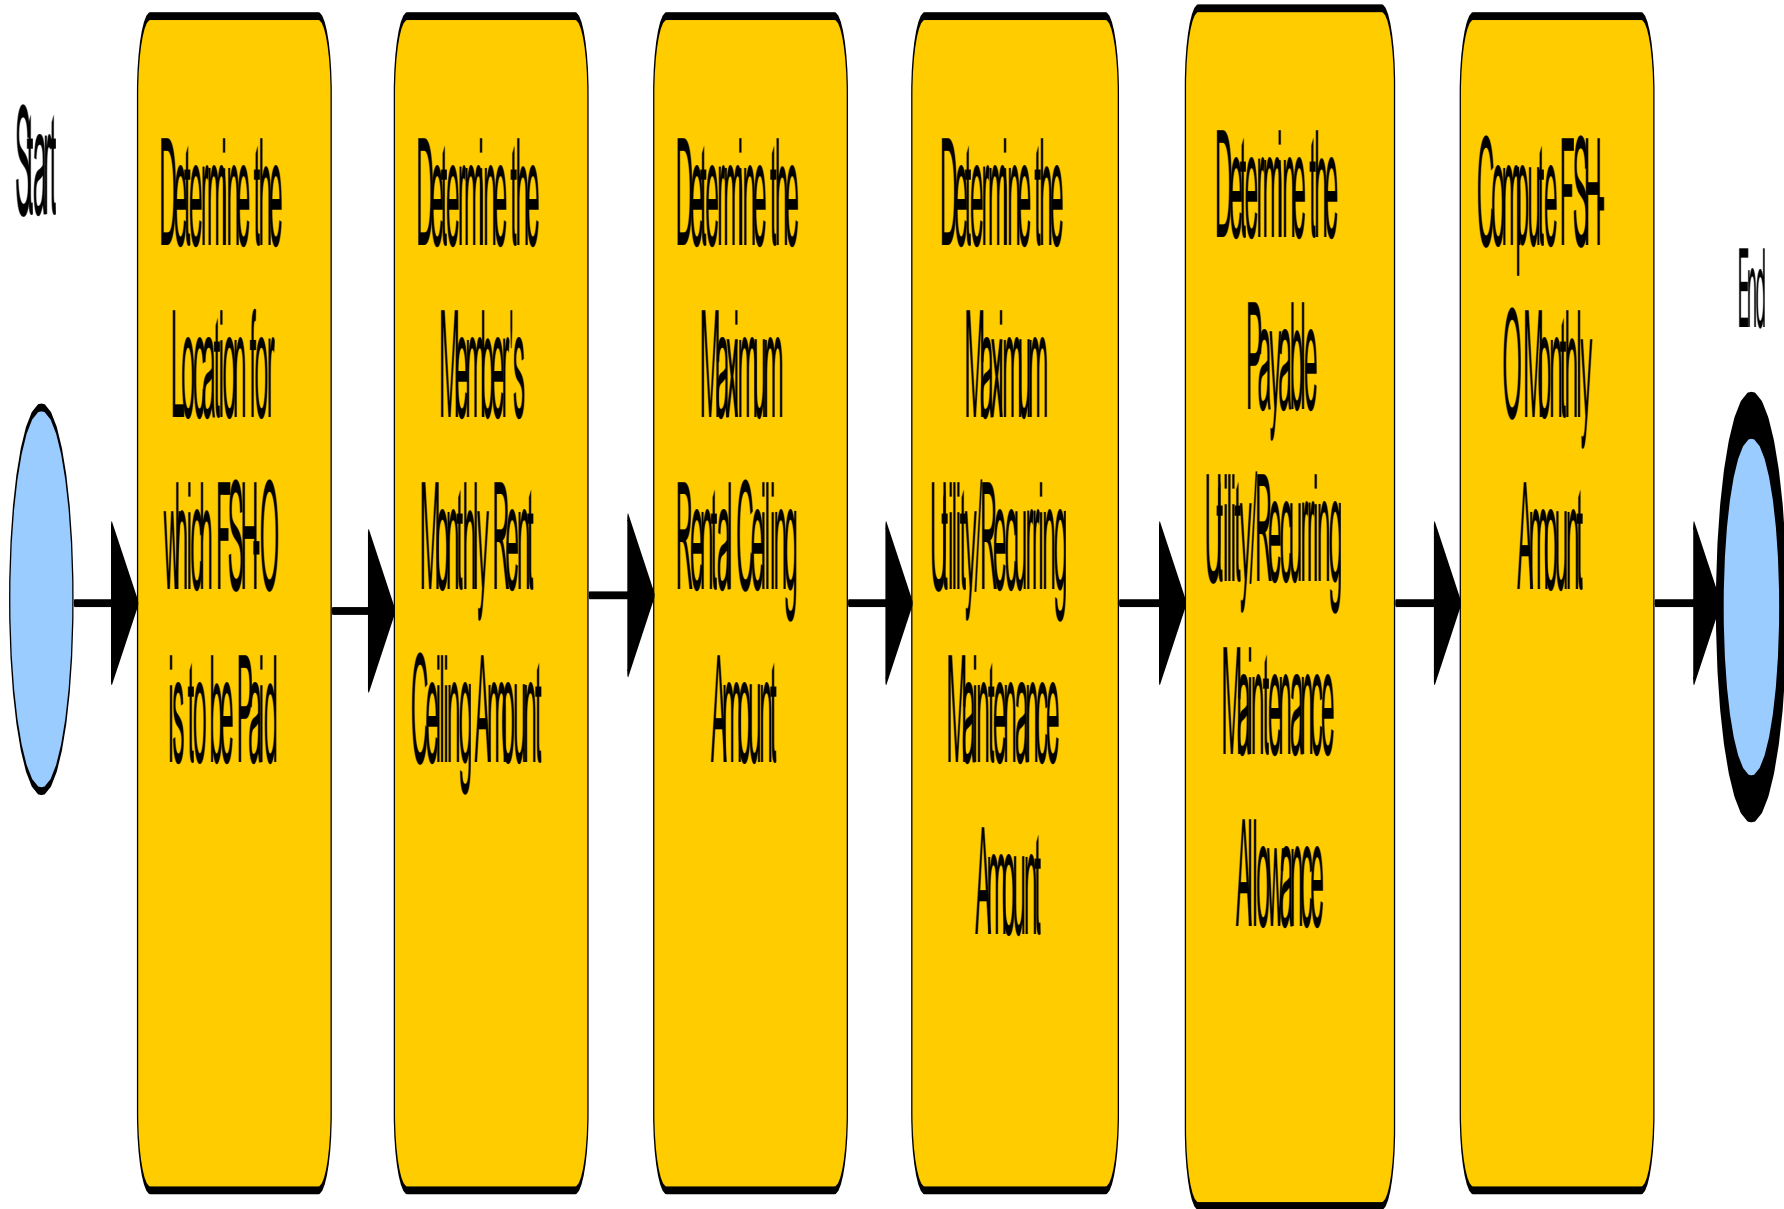 Start
Determine the
Location for
which FSH-O
is to be Paid
Determine the
Member's
Monthly Rent
Ceiling Amount
Determine the
Maximum
Rental Ceiling
Amount
Determine the
Maximum
Utility/Recurring
Maintenance
Amount
Determine the
Payable
Utility/Recurring
Maintenance
Allowance
Compute FSH-
O Monthly
Amount
End